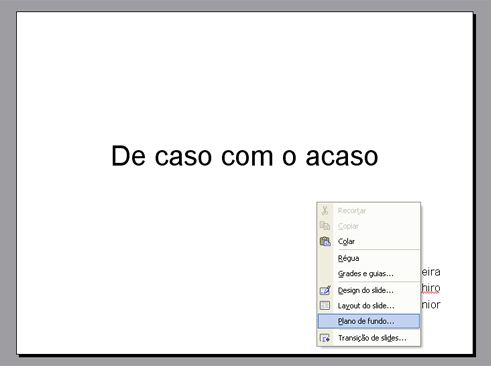 De caso com o acaso
Recortar
Copiar
Colar
Régua
Grades e guias...
eira
Design do slide...
hiro
Layout do slide...
nior
Plano de fundo...
Transição de slides...